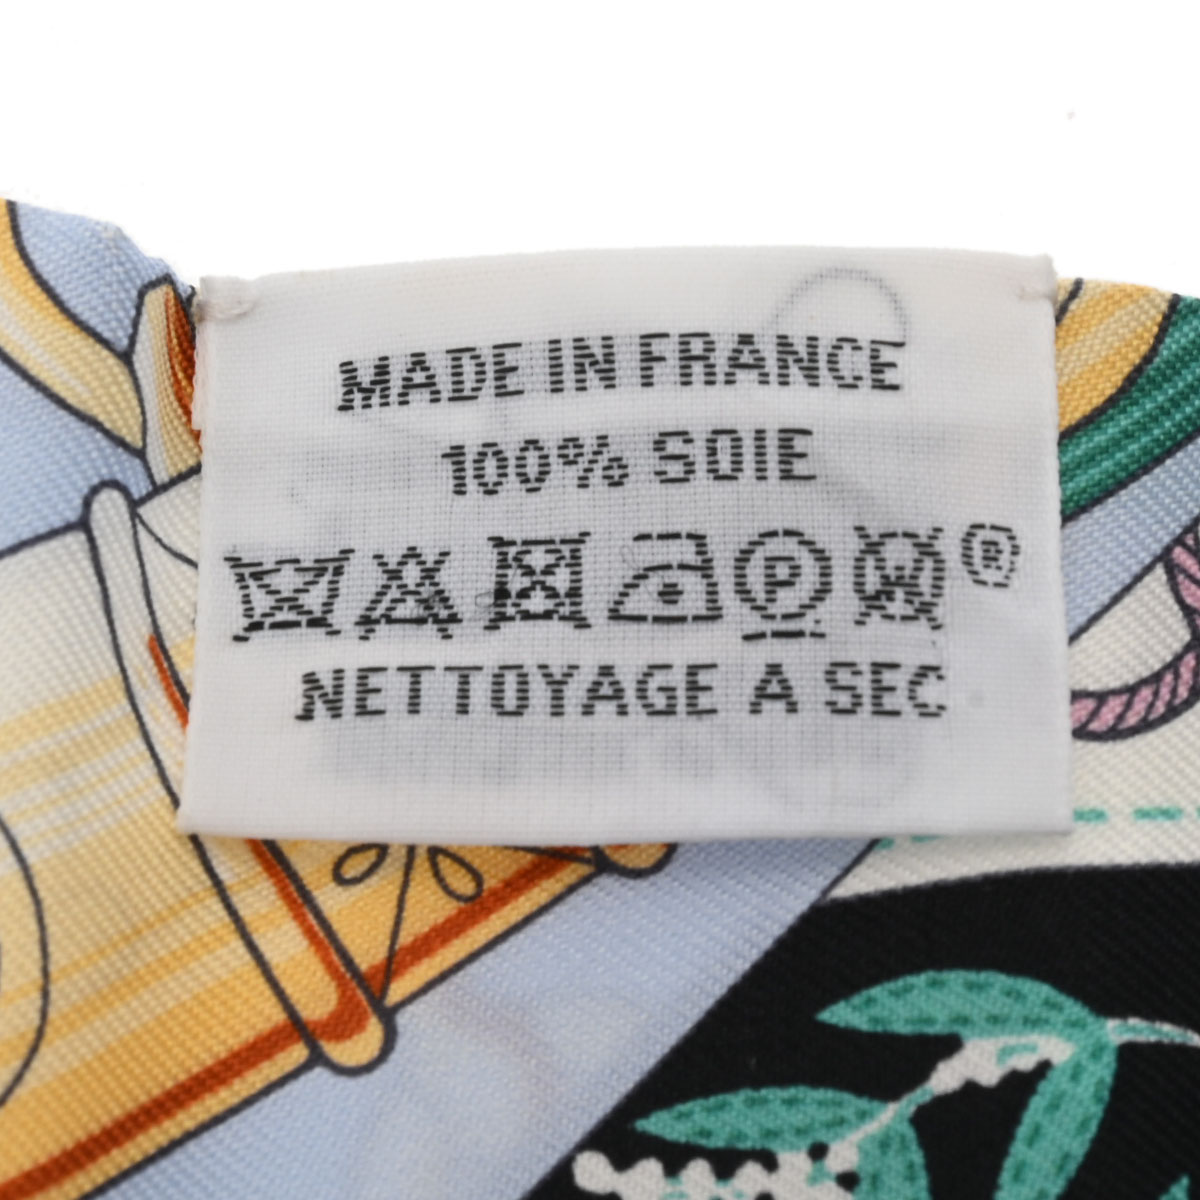 MADE IN FRANCE
100% SOIE
P W ®
NETTOYAGE A SEC